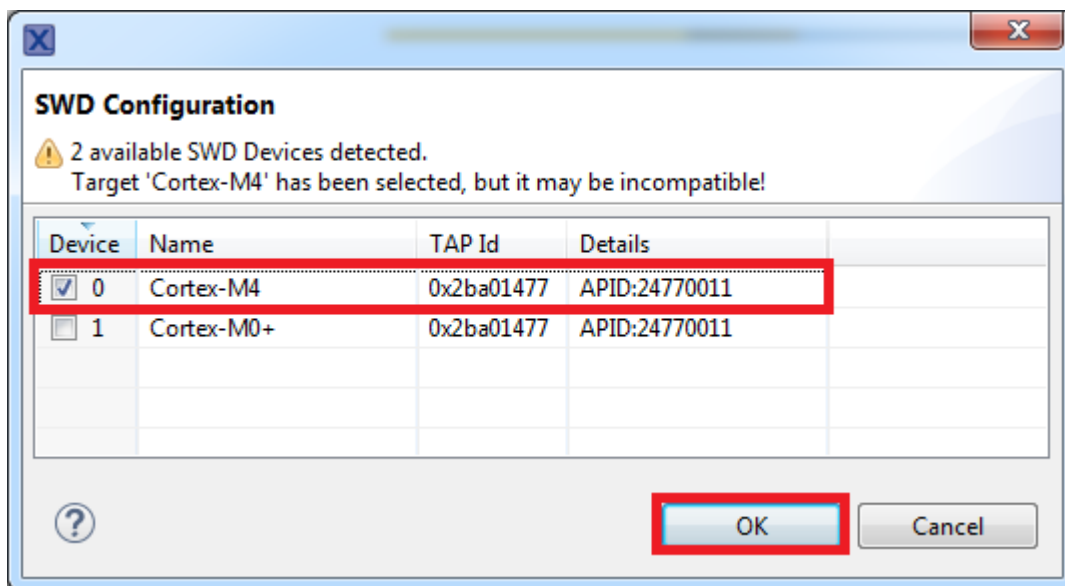 X
SWD Configuration
2 available SWD Devices detected.
Target 'Cortex-M4' has been selected, but it may be incompatible!
Device Name TAP Id Details
0 Cortex-M4 0x2ba01477 APID:24770011
1 Cortex-M0+ 0x2ba01477 APID:24770011
? OK Cancel